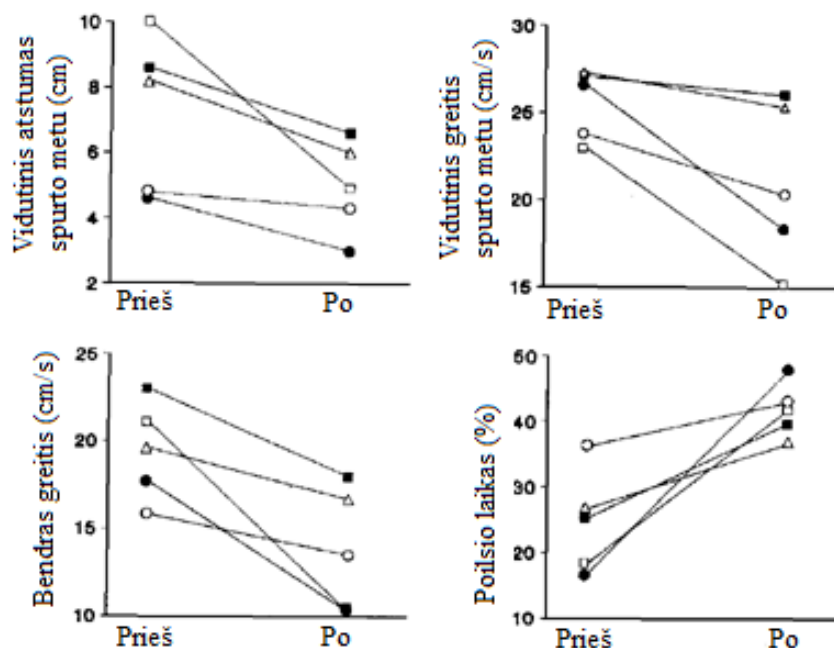 Vidutinis atstumas
spurto metu (cm)
10
8
6
4
2
Prieš
Po
Vidutinis greitis
spurto metu (cm/s)
30
25
20
15
Prieš
Po
Bendras greitis (cm/s)
25
20
15
10
Prieš
Po
Poilsio laikas (%)
50
40
30
20
10
Prieš
Po